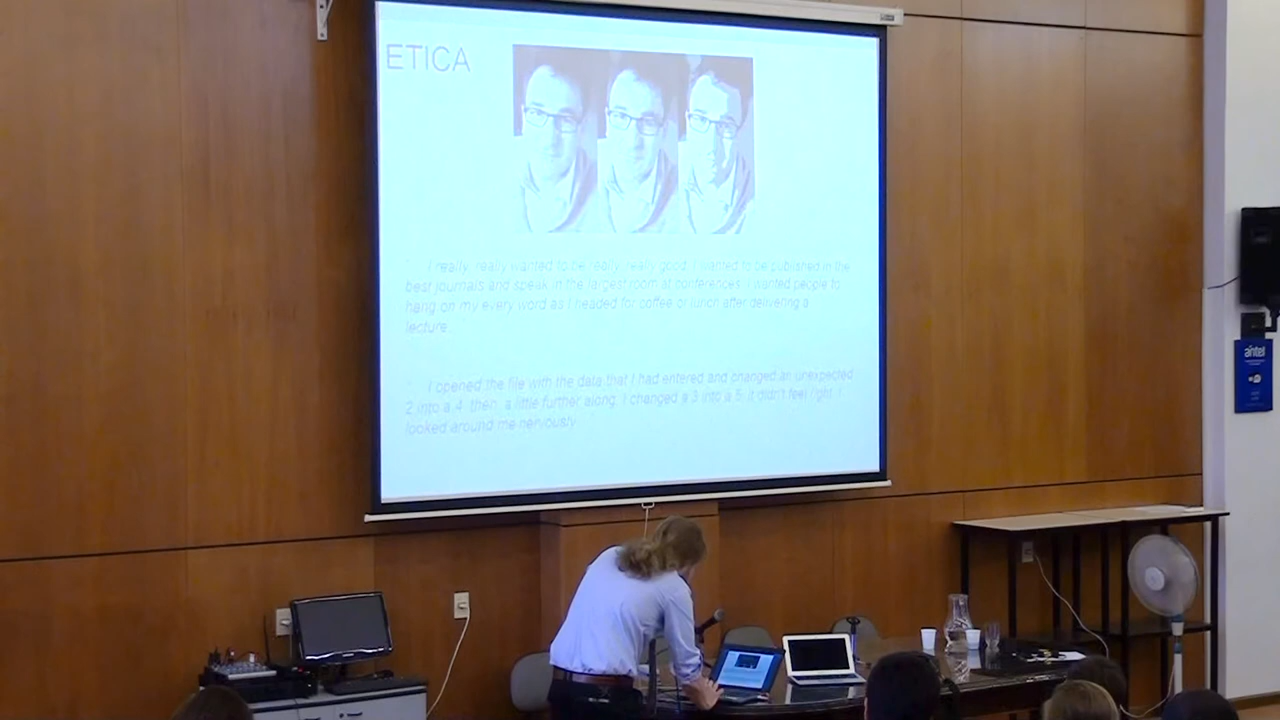 ETICA
I really, really wanted to be really, really good. I wanted to be published in the
best journals and speak in the largest room at conferences. I wanted people to
hang on my every word as I headed for coffee or lunch after delivering a
lecture.
I opened the file with the data that I had entered and changed an unexpected
2 into a 4; then, a little further along, I changed a 3 into a 5. It didn't feel right. I
looked around me nervously.
antel